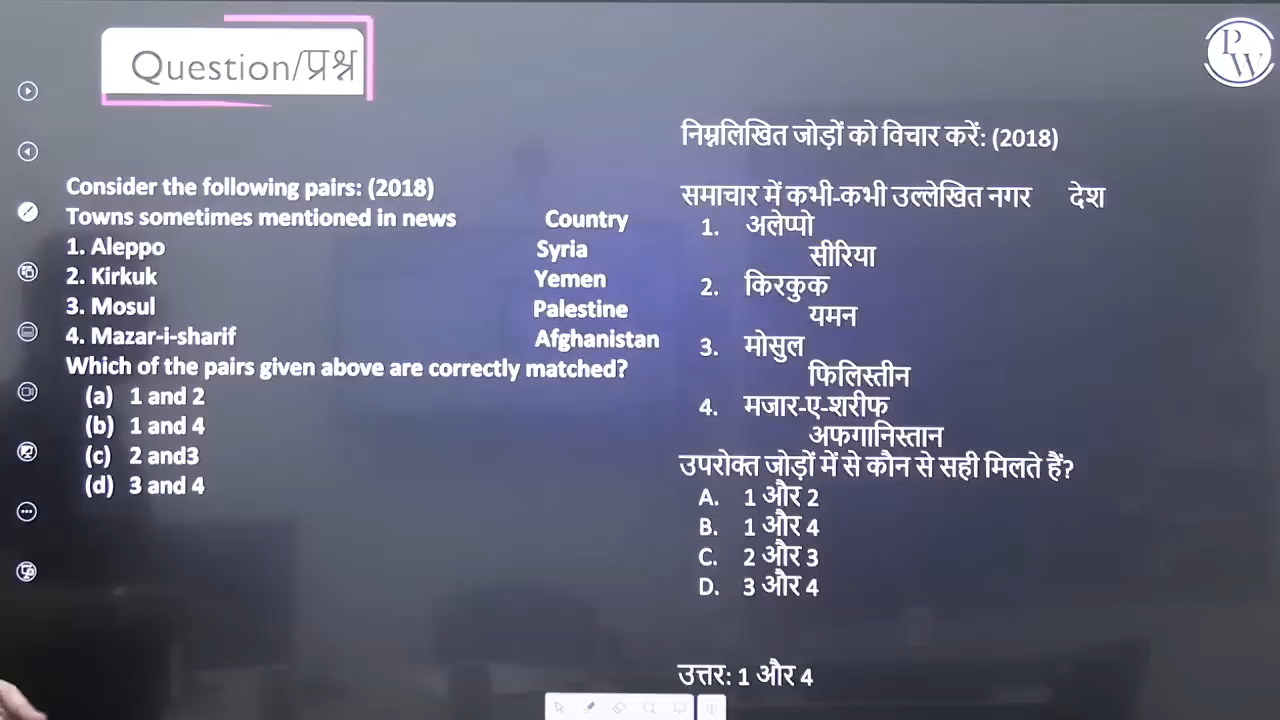 Question/प्रश्न
PW
Consider the following pairs: (2018)
Towns sometimes mentioned in news Country
1. Aleppo Syria
2. Kirkuk Yemen
3. Mosul Palestine
4. Mazar-i-sharif Afghanistan
Which of the pairs given above are correctly matched?
(a) 1 and 2
(b) 1 and 4
(c) 2 and3
(d) 3 and 4
निम्नलिखित जोड़ों को विचार करें: (2018)
समाचार में कभी-कभी उल्लेखित नगर देश
1. अलेप्पो
सीरिया
2. किरकुक
यमन
3. मोसुल
फिलिस्तीन
4. मजार-ए-शरीफ
अफगानिस्तान
उपरोक्त जोड़ों में से कौन से सही मिलते हैं?
A. 1 और 2
B. 1 और 4
C. 2 और 3
D. 3 और 4
उत्तर: 1 और 4